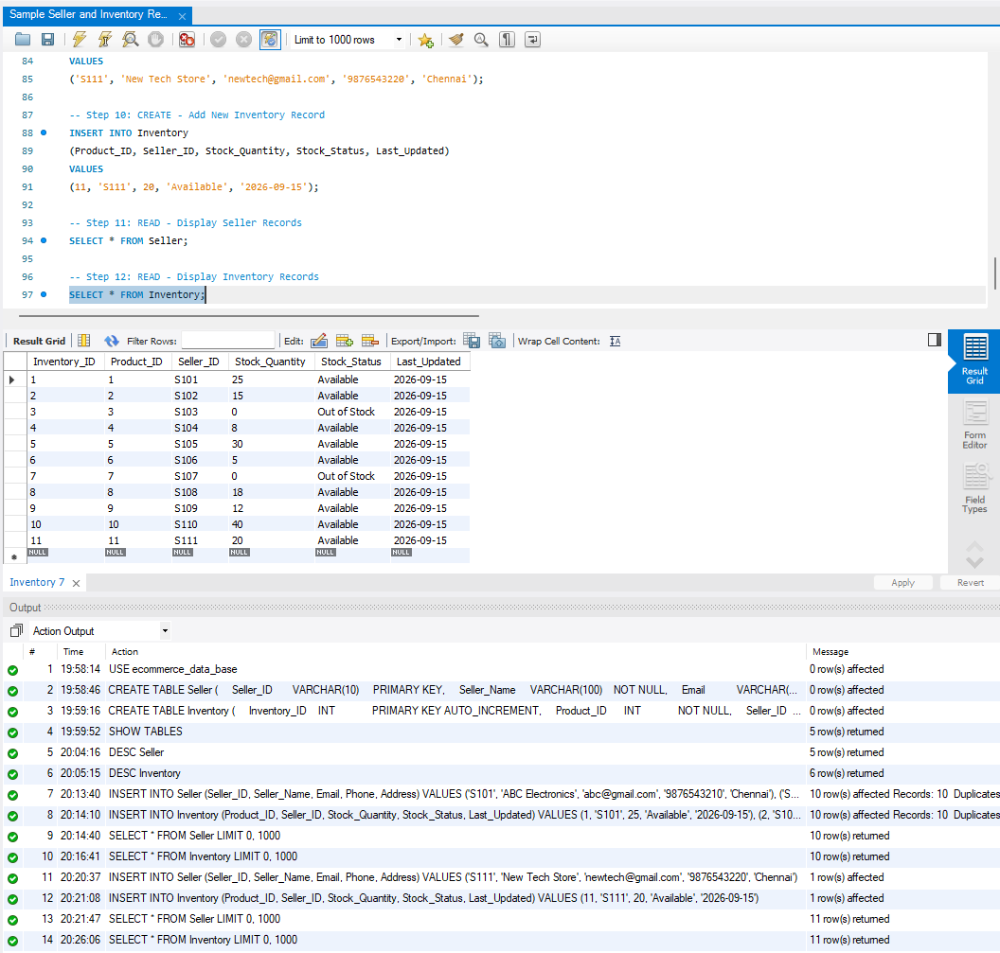 Sample Seller and Inventory Re...
Limit to 1000 rows
84 VALUES
85 ('S111', 'New Tech Store', 'newtech@gmail.com', '9876543220', 'Chennai');
86
87 -- Step 10: CREATE - Add New Inventory Record
88 INSERT INTO Inventory
89 (Product_ID, Seller_ID, Stock_Quantity, Stock_Status, Last_Updated)
90 VALUES
91 (11, 'S111', 20, 'Available', '2026-09-15');
92
93 -- Step 11: READ - Display Seller Records
94 SELECT * FROM Seller;
95
96 -- Step 12: READ - Display Inventory Records
97 SELECT * FROM Inventory;
Result Grid Filter Rows: Edit: Export/Import: Wrap Cell Content:
Inventory_ID Product_ID Seller_ID Stock_Quantity Stock_Status Last_Updated
1 1 S101 25 Available 2026-09-15
2 2 S102 15 Available 2026-09-15
3 3 S103 0 Out of Stock 2026-09-15
4 4 S104 8 Available 2026-09-15
5 5 S105 30 Available 2026-09-15
6 6 S106 5 Available 2026-09-15
7 7 S107 0 Out of Stock 2026-09-15
8 8 S108 18 Available 2026-09-15
9 9 S109 12 Available 2026-09-15
10 10 S110 40 Available 2026-09-15
11 11 S111 20 Available 2026-09-15
NULL NULL NULL NULL NULL NULL
Result
Grid
Form
Editor
Field
Types
Inventory 7 Apply Revert
Output
Action Output
# Time Action Message
1 19:58:14 USE ecommerce_data_base 0 row(s) affected
2 19:58:46 CREATE TABLE Seller ( Seller_ID VARCHAR(10) PRIMARY KEY, Seller_Name VARCHAR(100) NOT NULL, Email VARCHAR(... 0 row(s) affected
3 19:59:16 CREATE TABLE Inventory ( Inventory_ID INT PRIMARY KEY AUTO_INCREMENT, Product_ID INT NOT NULL, Seller_ID ... 0 row(s) affected
4 19:59:52 SHOW TABLES 5 row(s) returned
5 20:04:16 DESC Seller 5 row(s) returned
6 20:05:15 DESC Inventory 6 row(s) returned
7 20:13:40 INSERT INTO Seller (Seller_ID, Seller_Name, Email, Phone, Address) VALUES ('S101', 'ABC Electronics', 'abc@gmail.com', '9876543210', 'Chennai'), ('S... 10 row(s) affected Records: 10 Duplicates
8 20:14:10 INSERT INTO Inventory (Product_ID, Seller_ID, Stock_Quantity, Stock_Status, Last_Updated) VALUES (1, 'S101', 25, 'Available', '2026-09-15'), (2, 'S10... 10 row(s) affected Records: 10 Duplicates
9 20:14:40 SELECT * FROM Seller LIMIT 0, 1000 10 row(s) returned
10 20:16:41 SELECT * FROM Inventory LIMIT 0, 1000 10 row(s) returned
11 20:20:37 INSERT INTO Seller (Seller_ID, Seller_Name, Email, Phone, Address) VALUES ('S111', 'New Tech Store', 'newtech@gmail.com', '9876543220', 'Chennai') 1 row(s) affected
12 20:21:08 INSERT INTO Inventory (Product_ID, Seller_ID, Stock_Quantity, Stock_Status, Last_Updated) VALUES (11, 'S111', 20, 'Available', '2026-09-15') 1 row(s) affected
13 20:21:47 SELECT * FROM Seller LIMIT 0, 1000 11 row(s) returned
14 20:26:06 SELECT * FROM Inventory LIMIT 0, 1000 11 row(s) returned